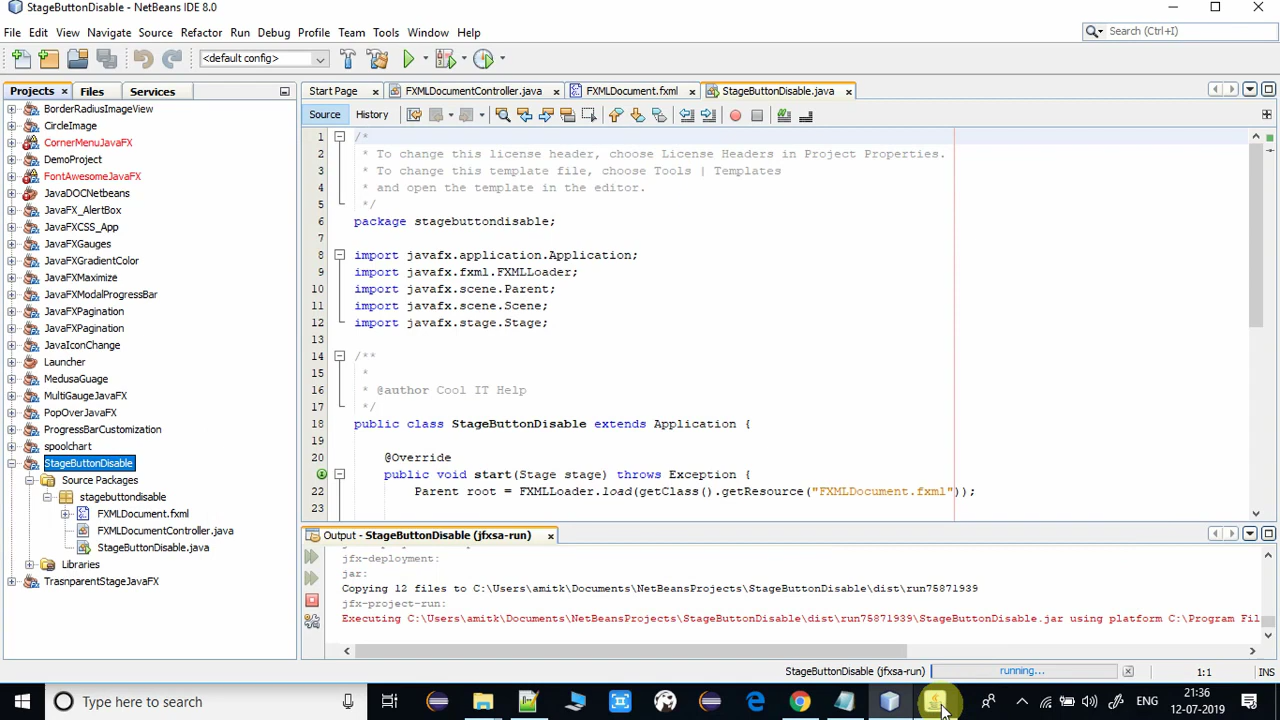 StageButtonDisable - NetBeans IDE 8.0
File Edit View Navigate Source Refactor Run Debug Profile Team Tools Window Help
Search (Ctrl+I)
<default config>
Projects Files Services
Start Page FXMLDocumentController.java FXMLDocument.fxml StageButtonDisable.java
Source History
BorderRadiusImageView
CircleImage
CornerMenuJavaFX
DemoProject
FontAwesomeJavaFX
JavaDOCNetbeans
JavaFX_AlertBox
JavaFXCSS_App
JavaFXGauges
JavaFXGradientColor
JavaFXMaximize
JavaFXModalProgressBar
JavaFXPagination
JavaFXPagination
JavaIconChange
Launcher
MedusaGuage
MultiGaugeJavaFX
PopOverJavaFX
ProgressBarCustomization
spoolchart
StageButtonDisable
Source Packages
stagebuttondisable
FXMLDocument.fxml
FXMLDocumentController.java
StageButtonDisable.java
Libraries
TrasnparentStageJavaFX
1 /*
2 * To change this license header, choose License Headers in Project Properties.
3 * To change this template file, choose Tools | Templates
4 * and open the template in the editor.
5 */
6 package stagebuttondisable;
7
8 import javafx.application.Application;
9 import javafx.fxml.FXMLLoader;
10 import javafx.scene.Parent;
11 import javafx.scene.Scene;
12 import javafx.stage.Stage;
13
14 /**
15 *
16 * @author Cool IT Help
17 */
18 public class StageButtonDisable extends Application {
19
20 @Override
public void start(Stage stage) throws Exception {
22 Parent root = FXMLLoader.load(getClass().getResource("FXMLDocument.fxml"));
23
Output - StageButtonDisable (jfxsa-run)
jfx-deployment:
jar:
Copying 12 files to C:\Users\amitk\Documents\NetBeansProjects\StageButtonDisable\dist\run75871939
jfx-project-run:
Executing C:\Users\amitk\Documents\NetBeansProjects\StageButtonDisable\dist\run75871939\StageButtonDisable.jar using platform C:\Program Fil
StageButtonDisable (jfxsa-run) running... 1:1 INS
Type here to search
ENG
21:36
12-07-2019